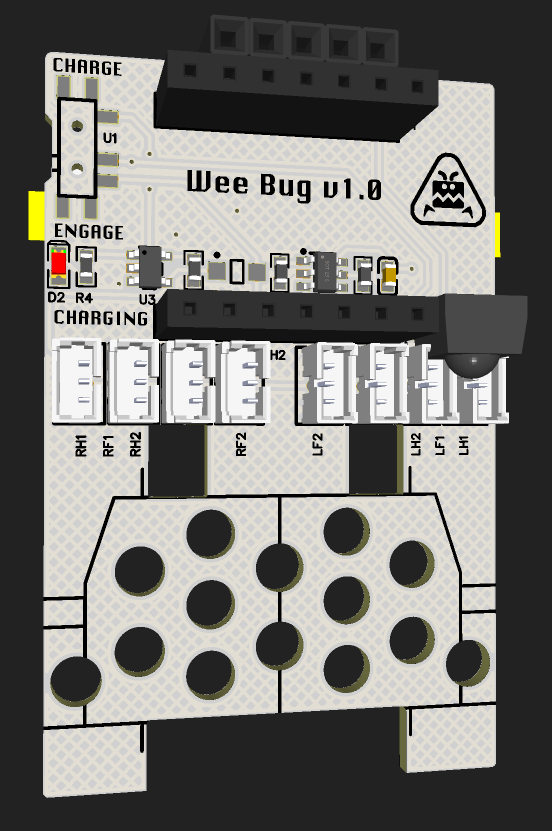 CHARGE
U1
Wee Bug v1.0
ENGAGE
D2 R4 U3
CHARGING
H2
RH1 RF1 RH2 RF2 LF2 LH2 LF1 LH1